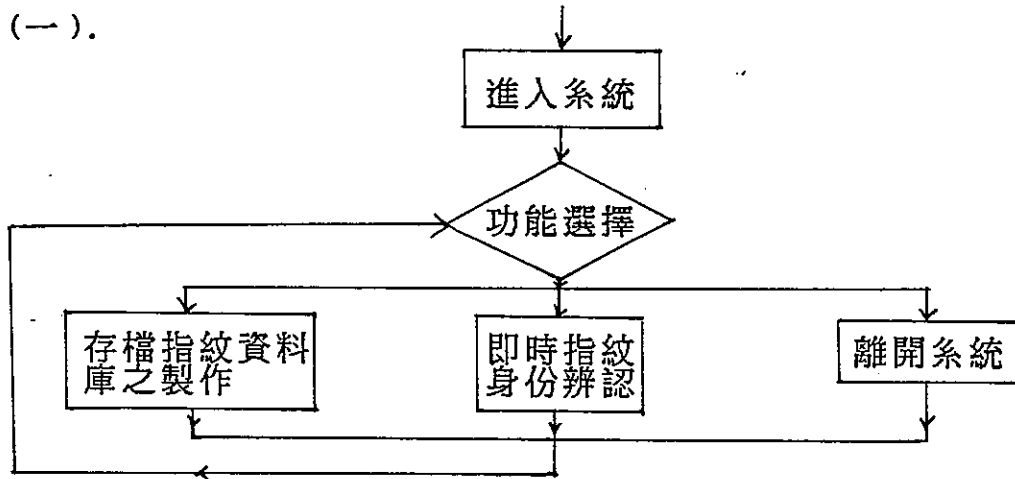 (一).
進入系統
功能選擇
存檔指紋資料
庫之製作
即時指紋
身份辨認
離開系統